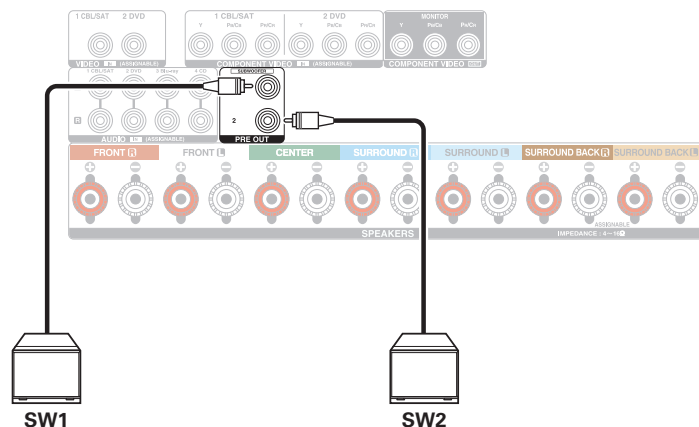 1 CBL/SAT 2 DVD
1 CBL/SAT 2 DVD
MONITOR
Y PB/CB PR/CR Y PB/CB PR/CR
Y PB/CB PR/CR
VIDEO IN (ASSIGNABLE)
COMPONENT VIDEO IN (ASSIGNABLE)
COMPONENT VIDEO OUT
1 CBL/SAT 2 DVD 3 Blu-ray 4 CD
SUBWOOFER
R
2
AUDIO IN (ASSIGNABLE)
PRE OUT
FRONT R FRONT L CENTER SURROUND R SURROUND L SURROUND BACK R SURROUND BACK L
+ − + − + − + − + − + − + −
ASSIGNABLE
SPEAKERS
IMPEDANCE : 4~16Ω
SW1 SW2